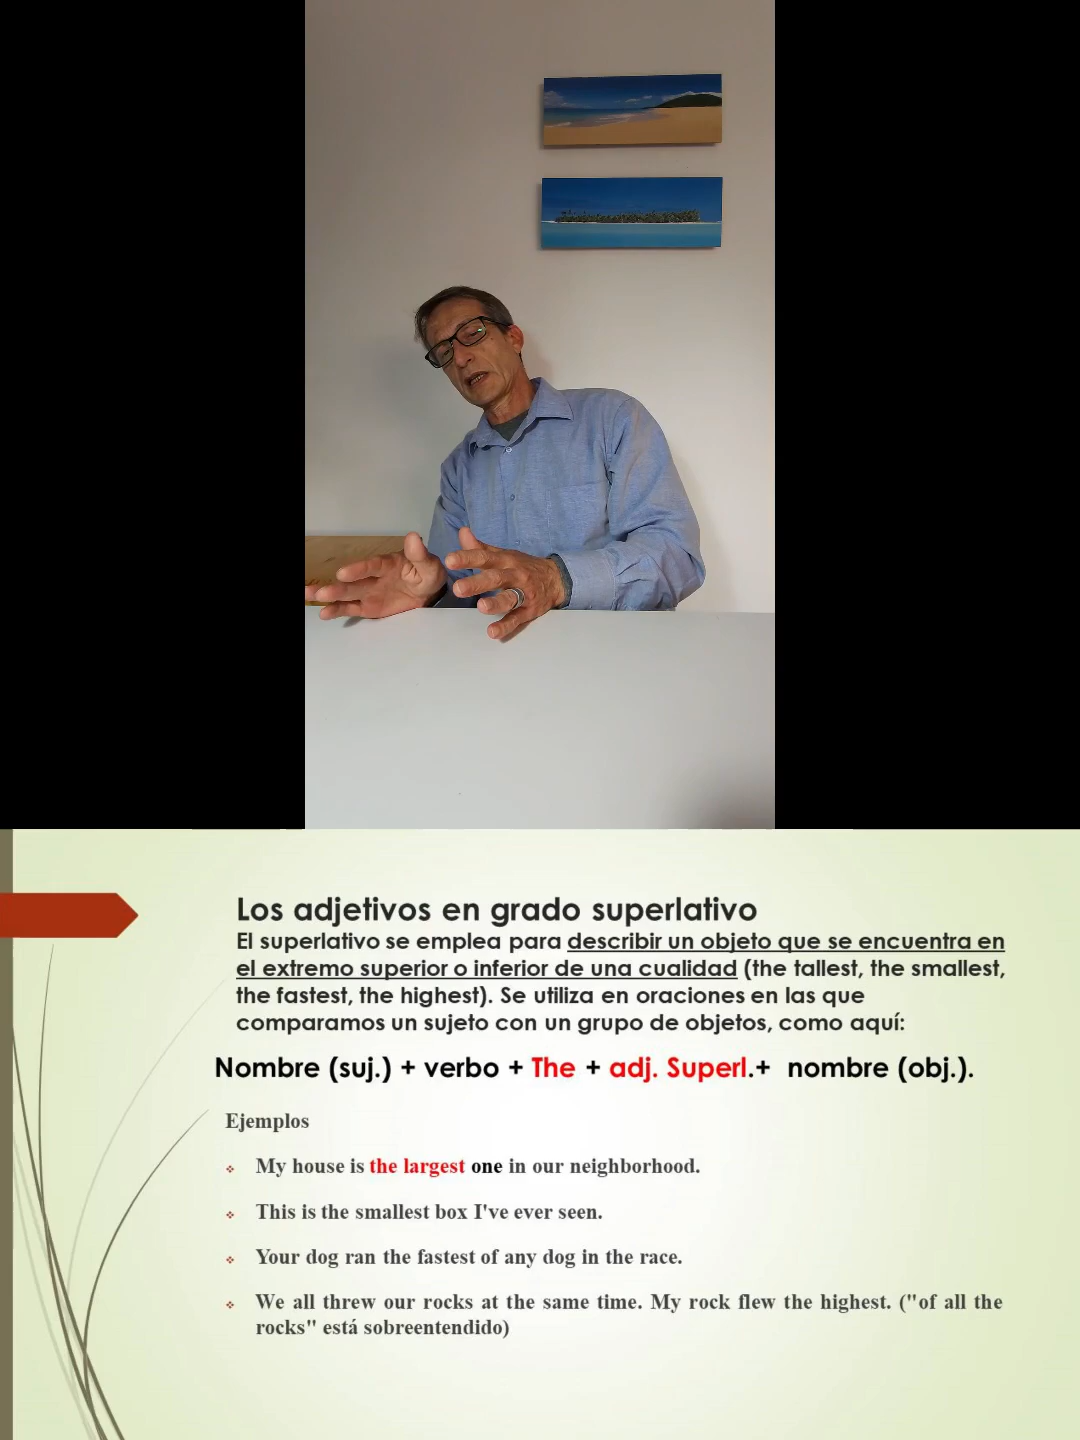 Los adjetivos en grado superlativo
El superlativo se emplea para describir un objeto que se encuentra en
el extremo superior o inferior de una cualidad (the tallest, the smallest,
the fastest, the highest). Se utiliza en oraciones en las que
comparamos un sujeto con un grupo de objetos, como aquí:
Nombre (suj.) + verbo + The + adj. Superl.+ nombre (obj.).
Ejemplos
My house is the largest one in our neighborhood.
This is the smallest box I've ever seen.
Your dog ran the fastest of any dog in the race.
We all threw our rocks at the same time. My rock flew the highest. ("of all the
rocks" está sobreentendido)